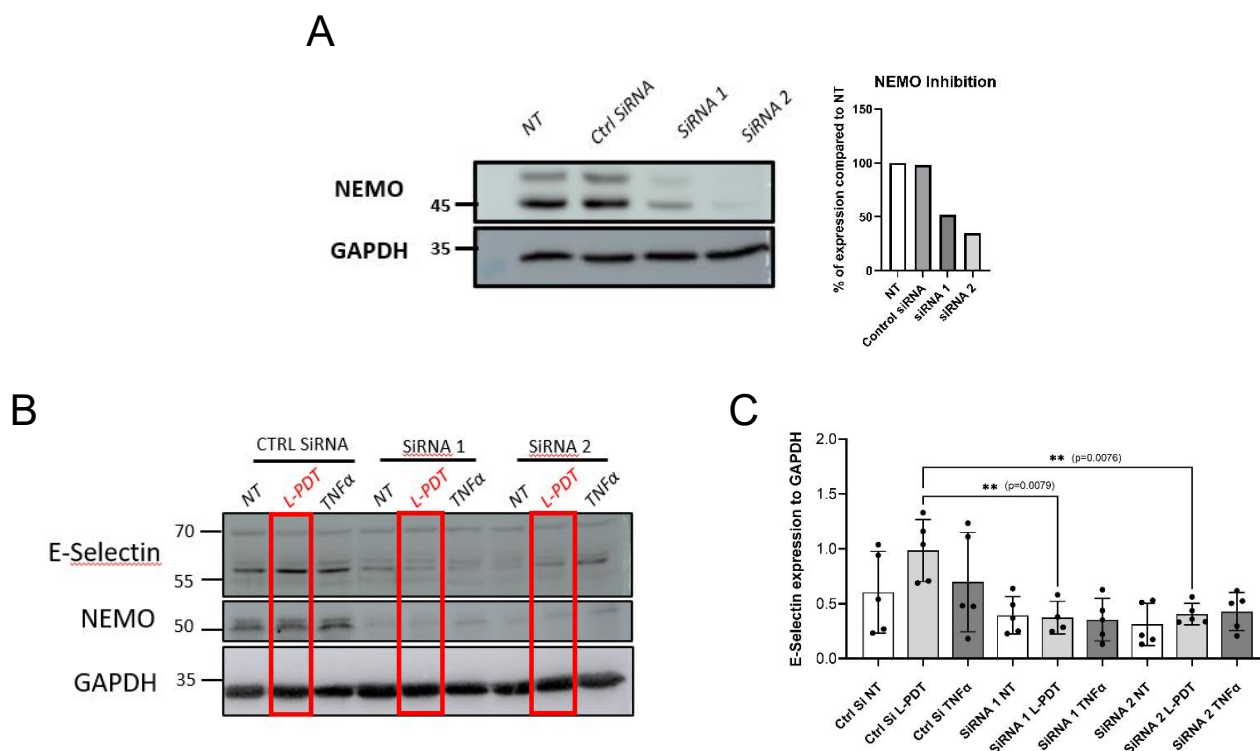 A
NT
Ctrl SiRNA
SiRNA 1
SiRNA 2
NEMO
45
GAPDH
35
NEMO Inhibition
% of expression compared to NT
150
100
50
0
NT
Control siRNA
siRNA 1
siRNA 2
B
CTRL SiRNA
SiRNA 1
SiRNA 2
NT
L-PDT
TNFα
NT
L-PDT
TNFα
NT
L-PDT
TNFα
E-Selectin
70
55
NEMO
50
GAPDH
35
C
E-Selectin expression to GAPDH
2.0
1.5
1.0
0.5
0.0
** (p=0.0076)
** (p=0.0079)
Ctrl Si NT
Ctrl Si L-PDT
Ctrl Si TNFα
SiRNA 1 NT
SiRNA 1 L-PDT
SiRNA 1 TNFα
SiRNA 2 NT
SiRNA 2 L-PDT
SiRNA 2 TNFα